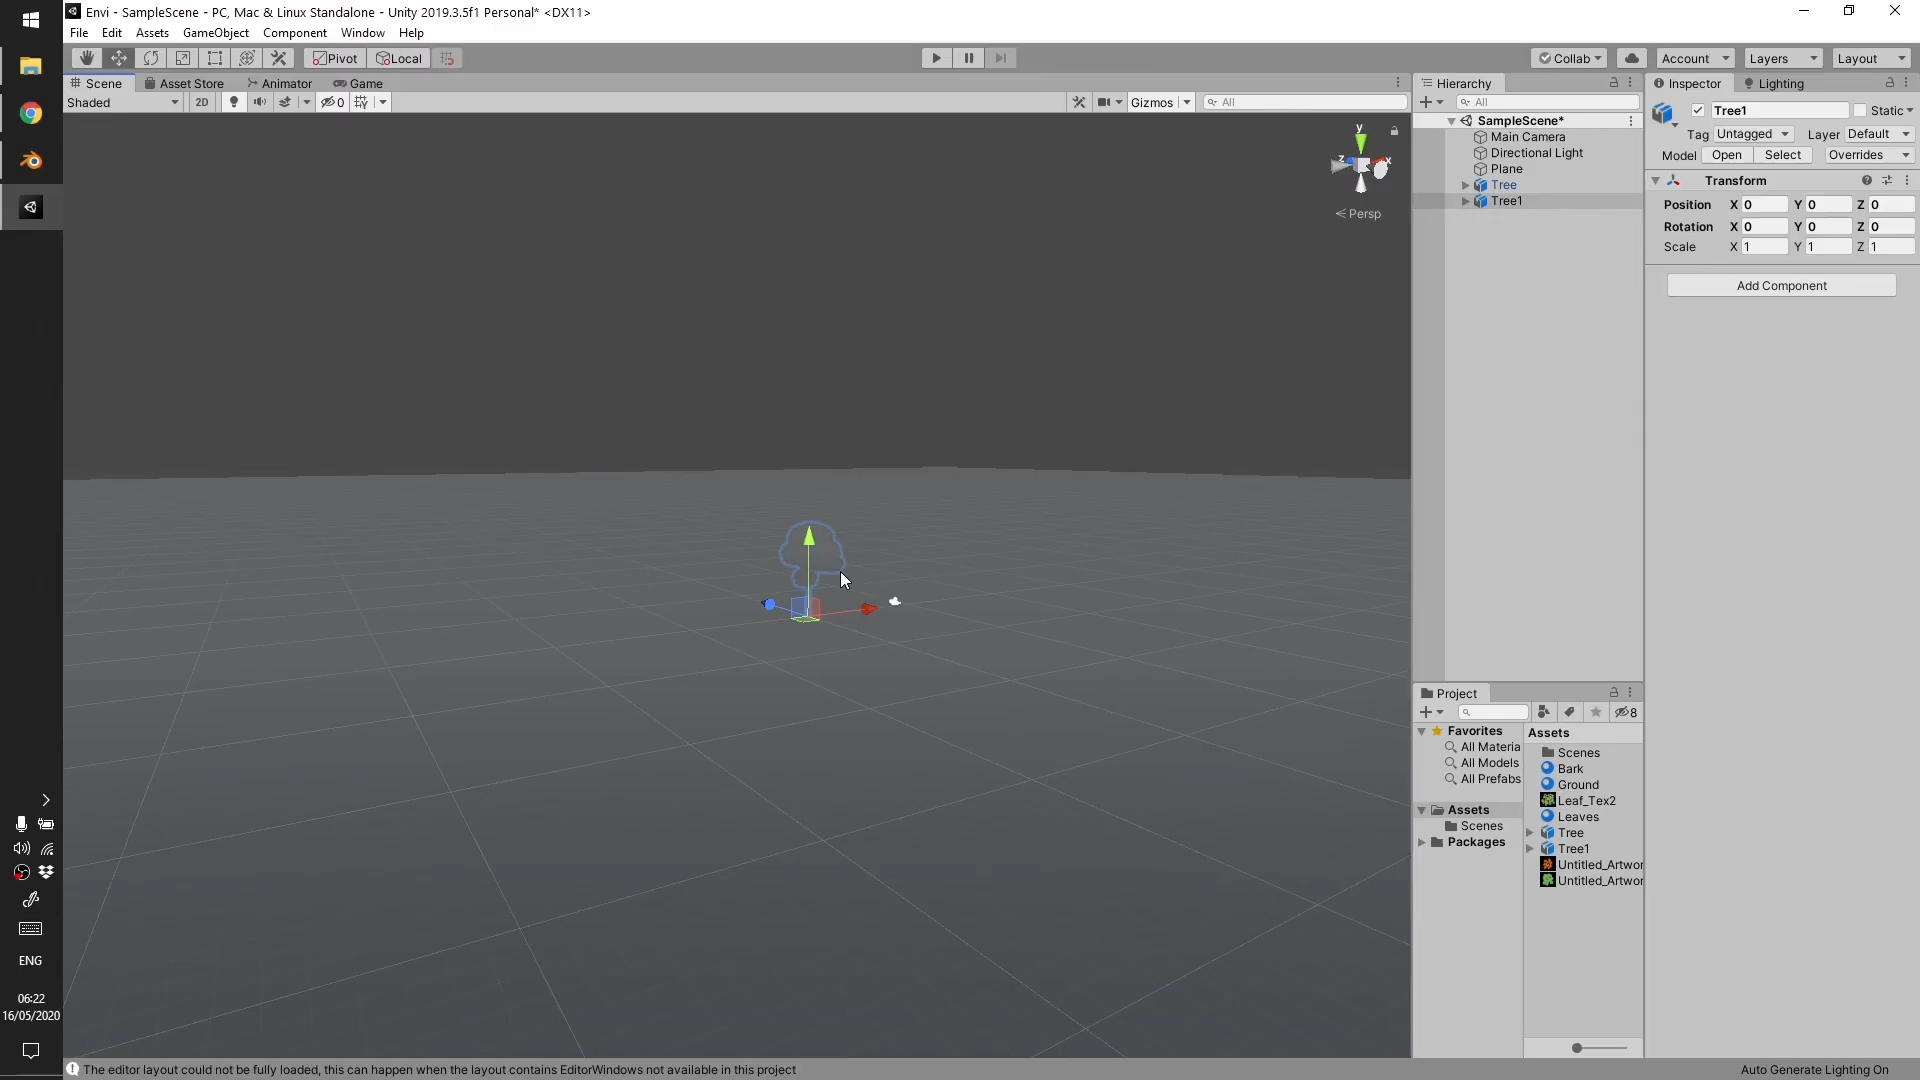 Envi - SampleScene - PC, Mac & Linux Standalone - Unity 2019.3.5f1 Personal* <DX11>
File Edit Assets GameObject Component Window Help
Pivot Local Collab Account Layers Layout
Scene Asset Store Animator Game
Shaded 2D 0 Gizmos All
y
z x
Persp
Hierarchy
All
SampleScene*
Main Camera
Directional Light
Plane
Tree
Tree1
Inspector Lighting
Tree1 Static
Tag Untagged Layer Default
Model Open Select Overrides
Transform
Position X 0 Y 0 Z 0
Rotation X 0 Y 0 Z 0
Scale X 1 Y 1 Z 1
Add Component
Project
8
Favorites
All Materia
All Models
All Prefabs
Assets
Scenes
Packages
Assets
Scenes
Bark
Ground
Leaf_Tex2
Leaves
Tree
Tree1
Untitled_Artwor
Untitled_Artwor
ENG
06:22
16/05/2020
The editor layout could not be fully loaded, this can happen when the layout contains EditorWindows not available in this project
Auto Generate Lighting On